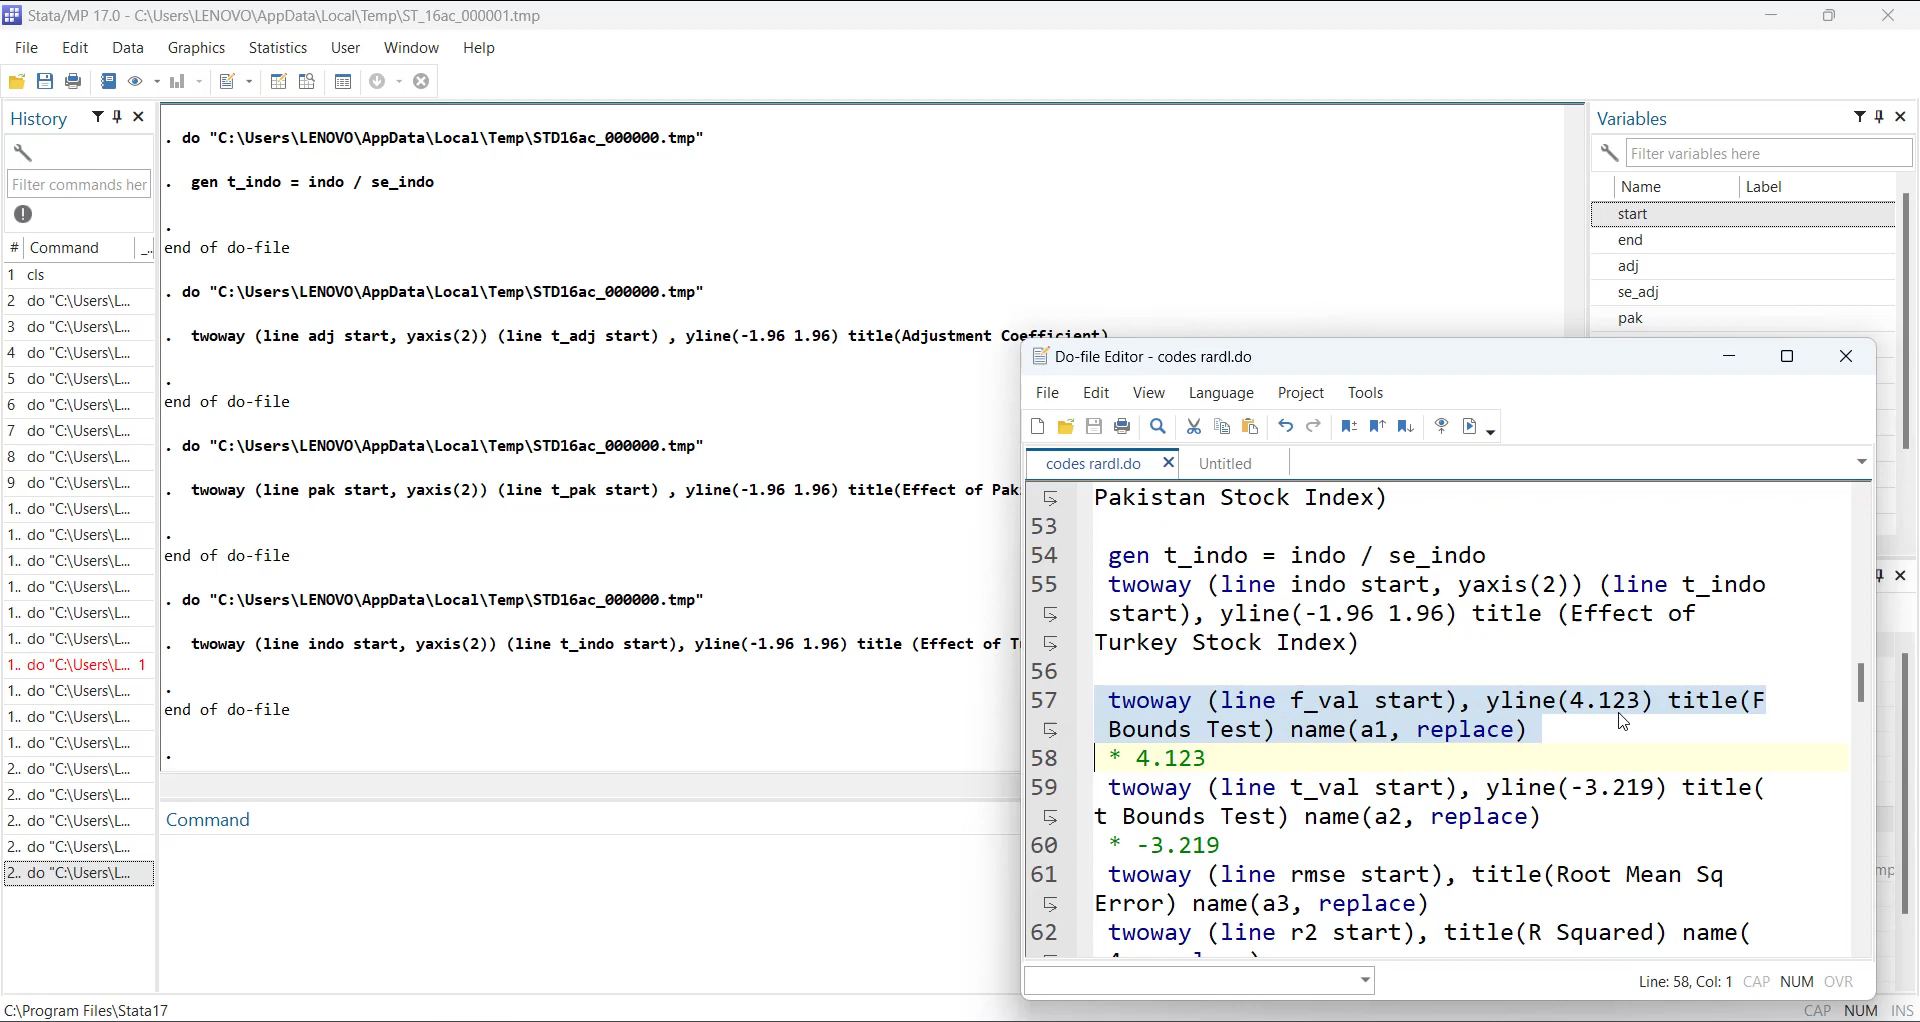 Stata/MP 17.0 - C:\Users\LENOVO\AppData\Local\Temp\ST_16ac_000001.tmp
File Edit Data Graphics Statistics User Window Help
History
Filter commands her
# Command
1 cls
2 do "C:\Users\L...
3 do "C:\Users\L...
4 do "C:\Users\L...
5 do "C:\Users\L...
6 do "C:\Users\L...
7 do "C:\Users\L...
8 do "C:\Users\L...
9 do "C:\Users\L...
1.. do "C:\Users\L...
1.. do "C:\Users\L...
1.. do "C:\Users\L...
1.. do "C:\Users\L...
1.. do "C:\Users\L...
1.. do "C:\Users\L...
1.. do "C:\Users\L... 1
1.. do "C:\Users\L...
1.. do "C:\Users\L...
1.. do "C:\Users\L...
2.. do "C:\Users\L...
2.. do "C:\Users\L...
2.. do "C:\Users\L...
2.. do "C:\Users\L...
2.. do "C:\Users\L...
. do "C:\Users\LENOVO\AppData\Local\Temp\STD16ac_000000.tmp"
. gen t_indo = indo / se_indo
.
end of do-file
. do "C:\Users\LENOVO\AppData\Local\Temp\STD16ac_000000.tmp"
. twoway (line adj start, yaxis(2)) (line t_adj start) , yline(-1.96 1.96) title(Adjustment Coefficient)
.
end of do-file
. do "C:\Users\LENOVO\AppData\Local\Temp\STD16ac_000000.tmp"
. twoway (line pak start, yaxis(2)) (line t_pak start) , yline(-1.96 1.96) title(Effect of Pak
.
end of do-file
. do "C:\Users\LENOVO\AppData\Local\Temp\STD16ac_000000.tmp"
. twoway (line indo start, yaxis(2)) (line t_indo start), yline(-1.96 1.96) title (Effect of T
.
end of do-file
.
Command
Variables
Filter variables here
Name Label
start
end
adj
se_adj
pak
Do-file Editor - codes rardl.do
File Edit View Language Project Tools
codes rardl.do Untitled
Pakistan Stock Index)
53
54 gen t_indo = indo / se_indo
55 twoway (line indo start, yaxis(2)) (line t_indo
start), yline(-1.96 1.96) title (Effect of
Turkey Stock Index)
56
57 twoway (line f_val start), yline(4.123) title(F
Bounds Test) name(a1, replace)
58 * 4.123
59 twoway (line t_val start), yline(-3.219) title(
t Bounds Test) name(a2, replace)
60 * -3.219
61 twoway (line rmse start), title(Root Mean Sq
Error) name(a3, replace)
62 twoway (line r2 start), title(R Squared) name(
Line: 58, Col: 1 CAP NUM OVR
mp
C:\Program Files\Stata17
CAP NUM INS